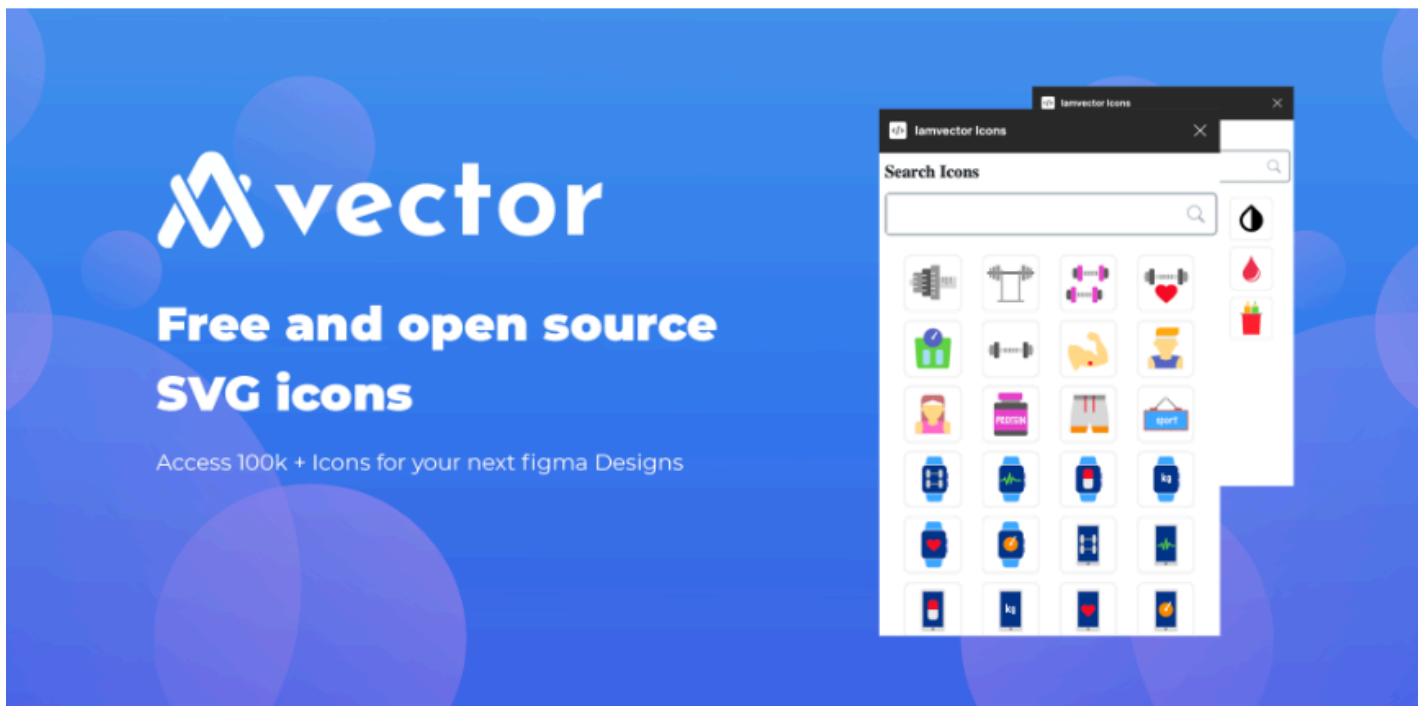 vector
Free and open source
SVG icons
Access 100k + Icons for your next figma Designs
Iamvector Icons
Iamvector Icons
Search Icons
PROTEIN
sport
kg
kg